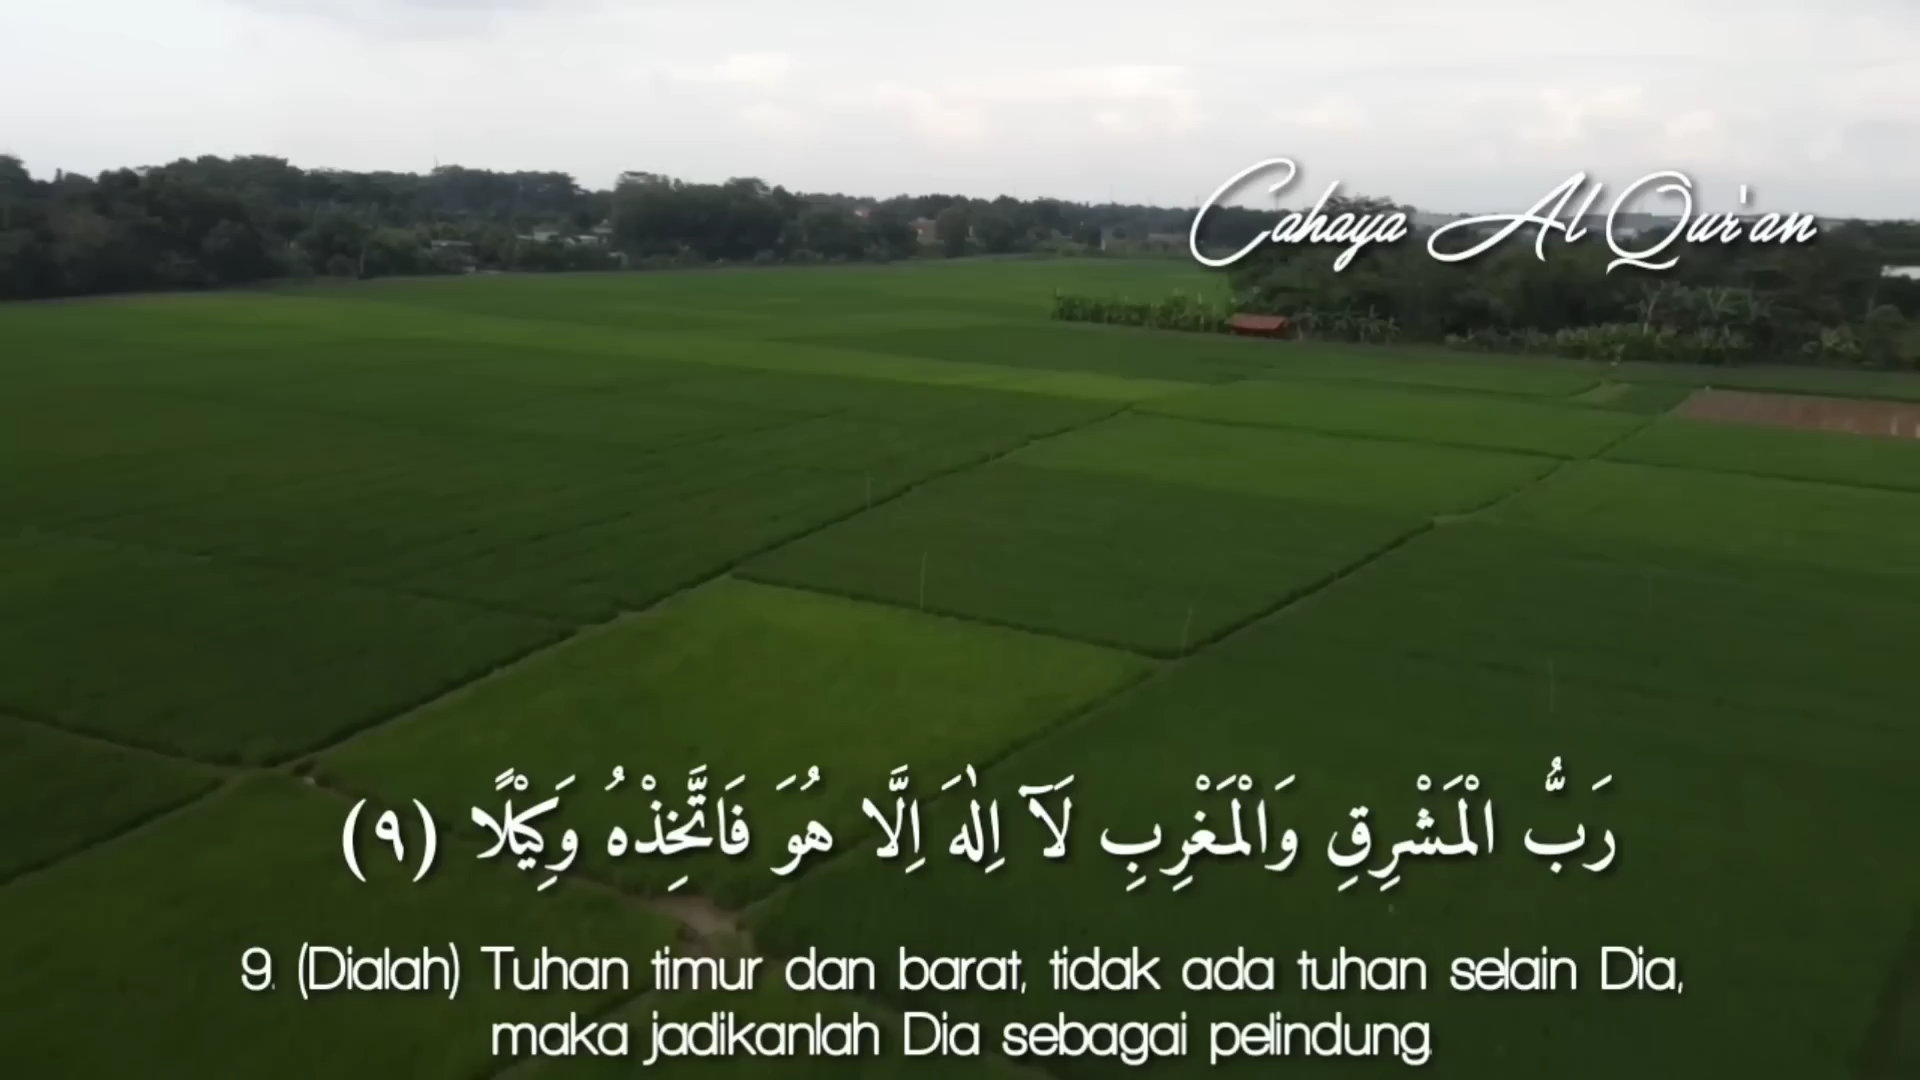 Cahaya Al Qur'an
رَبُّ الْمَشْرِقِ وَالْمَغْرِبِ لَآ اِلٰهَ اِلَّا هُوَ فَاتَّخِذْهُ وَكِيْلًا (٩)
9. (Dialah) Tuhan timur dan barat, tidak ada tuhan selain Dia,
maka jadikanlah Dia sebagai pelindung.